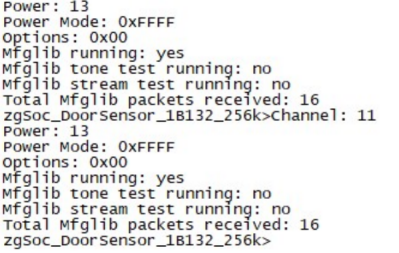 Power: 13
Power Mode: 0xFFFF
Options: 0x00
Mfglib running: yes
Mfglib tone test running: no
Mfglib stream test running: no
Total Mfglib packets received: 16
zgSoc_DoorSensor_1B132_256k>Channel: 11
Power: 13
Power Mode: 0xFFFF
Options: 0x00
Mfglib running: yes
Mfglib tone test running: no
Mfglib stream test running: no
Total Mfglib packets received: 16
zgSoc_DoorSensor_1B132_256k>